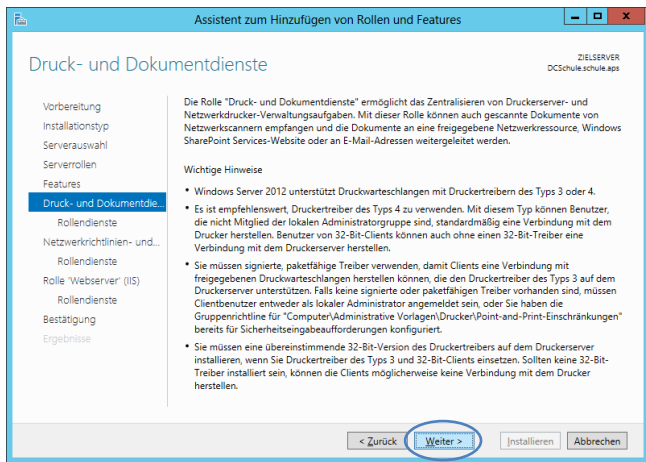 Assistent zum Hinzufügen von Rollen und Features
Druck- und Dokumentdienste
ZIELSERVER
DCSchule.schule.aps
Vorbereitung
Installationstyp
Serverauswahl
Serverrollen
Features
Druck- und Dokumentdie...
Rollendienste
Netzwerkrichtlinien- und...
Rollendienste
Rolle "Webserver" (IIS)
Rollendienste
Bestätigung
Ergebnisse
Die Rolle "Druck- und Dokumentdienste" ermöglicht das Zentralisieren von Druckerserver- und
Netzwerkdrucker-Verwaltungsaufgaben. Mit dieser Rolle können auch gescannte Dokumente von
Netzwerkscannern empfangen und die Dokumente an eine freigegebene Netzwerkressource, Windows
SharePoint Services-Website oder an E-Mail-Adressen weitergeleitet werden.
Wichtige Hinweise
• Windows Server 2012 unterstützt Druckwarteschlangen mit Druckertreibern des Typs 3 oder 4.
• Es ist empfehlenswert, Druckertreiber des Typs 4 zu verwenden. Mit diesem Typ können Benutzer,
die nicht Mitglied der lokalen Administratorgruppe sind, standardmäßig eine Verbindung mit dem
Drucker herstellen. Benutzer von 32-Bit-Clients können auch ohne einen 32-Bit-Treiber eine
Verbindung mit dem Druckerserver herstellen.
• Sie müssen signierte, paketfähige Treiber verwenden, damit Clients eine Verbindung mit
freigegebenen Druckwarteschlangen herstellen können, die den Druckertreiber des Typs 3 auf dem
Druckerserver unterstützen. Falls keine signierte oder paketfähigen Treiber vorhanden sind, müssen
Clientbenutzer entweder als lokaler Administrator angemeldet sein, oder Sie haben die
Gruppenrichtline für "Computer\Administrative Vorlagen\Drucker\Point-and-Print-Einschränkungen"
bereits für Sicherheitseingabeaufforderungen konfiguriert.
• Sie müssen eine übereinstimmende 32-Bit-Version des Druckertreibers auf dem Druckerserver
installieren, wenn Sie Druckertreiber des Typs 3 und 32-Bit-Clients einsetzen. Sollten keine 32-Bit-
Treiber installiert sein, können die Clients möglicherweise keine Verbindung mit dem Drucker
herstellen.
< Zurück Weiter > Installieren Abbrechen